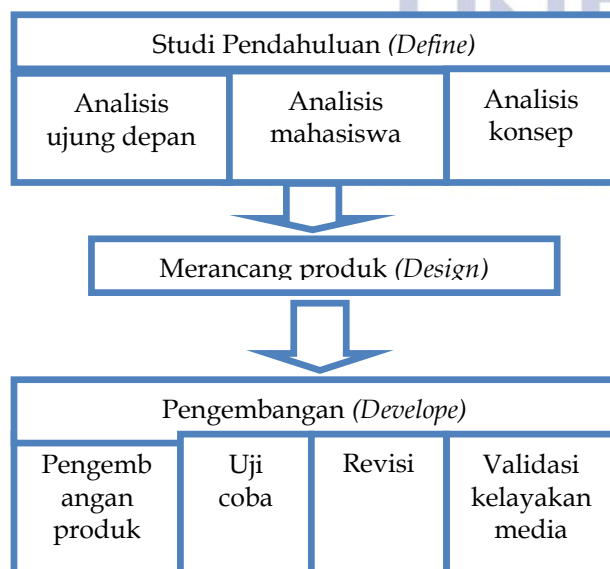 Studi Pendahuluan (Define)
Analisis
ujung depan
Analisis
mahasiswa
Analisis
konsep
Merancang produk (Design)
Pengembangan (Develope)
Pengemb
angan
produk
Uji
coba
Revisi
Validasi
kelayakan
media